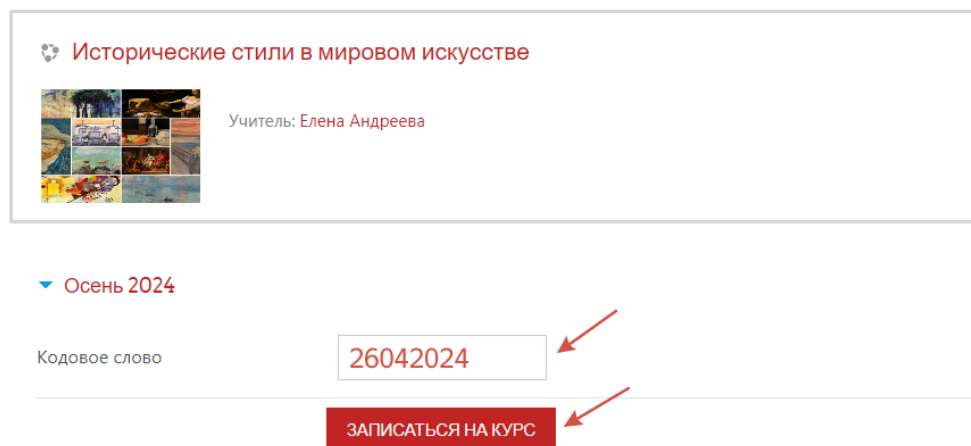 Исторические стили в мировом искусстве
Учитель: Елена Андреева
Осень 2024
Кодовое слово
26042024
ЗАПИСАТЬСЯ НА КУРС